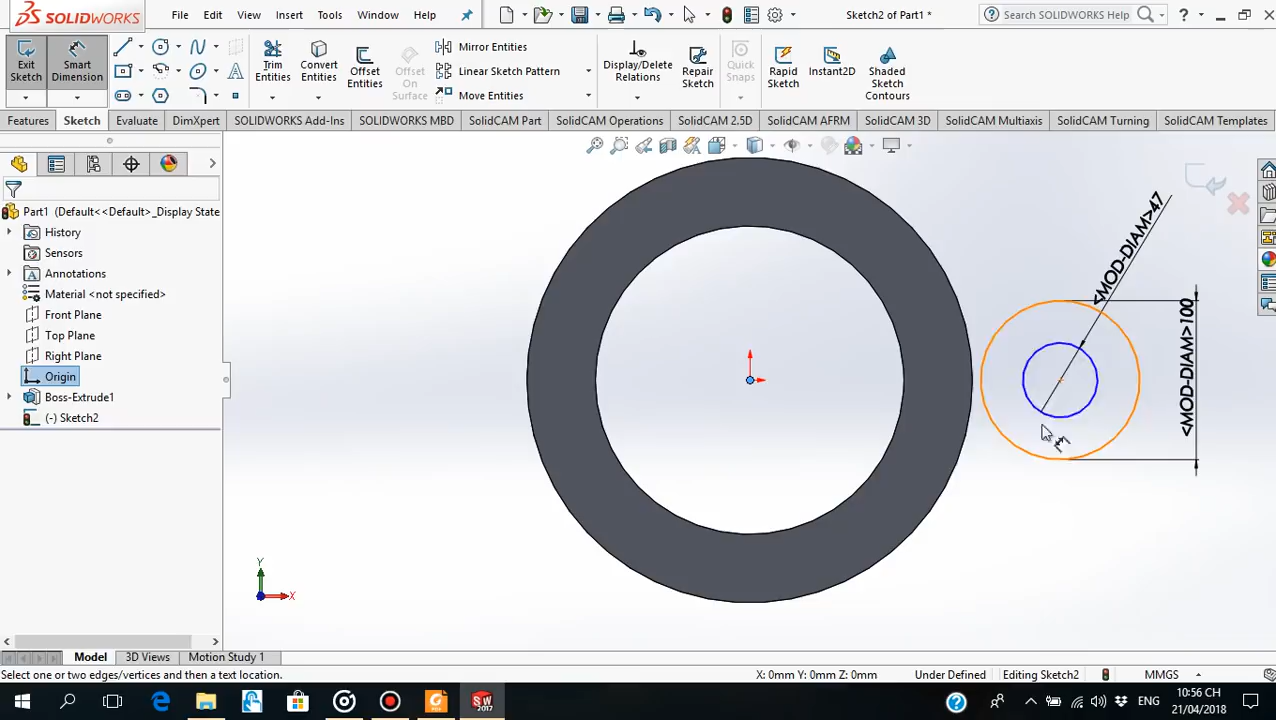 SOLIDWORKS
File
Edit
View
Insert
Tools
Window
Help
Sketch2 of Part1 *
Search SOLIDWORKS Help
Exit Sketch
Smart Dimension
Trim Entities
Convert Entities
Offset Entities
Offset On Surface
Mirror Entities
Linear Sketch Pattern
Move Entities
Display/Delete Relations
Repair Sketch
Quick Snaps
Rapid Sketch
Instant2D
Shaded Sketch Contours
Features
Sketch
Evaluate
DimXpert
SOLIDWORKS Add-Ins
SOLIDWORKS MBD
SolidCAM Part
SolidCAM Operations
SolidCAM 2.5D
SolidCAM AFRM
SolidCAM 3D
SolidCAM Multiaxis
SolidCAM Turning
SolidCAM Templates
Part1 (Default<<Default>_Display State
History
Sensors
Annotations
Material <not specified>
Front Plane
Top Plane
Right Plane
Origin
Boss-Extrude1
(-) Sketch2
<MOD-DIAM>47
<MOD-DIAM>100
Y
X
Model
3D Views
Motion Study 1
Select one or two edges/vertices and then a text location.
X: 0mm Y: 0mm Z: 0mm
Under Defined
Editing Sketch2
MMGS
SW
2017
ENG
10:56 CH
21/04/2018